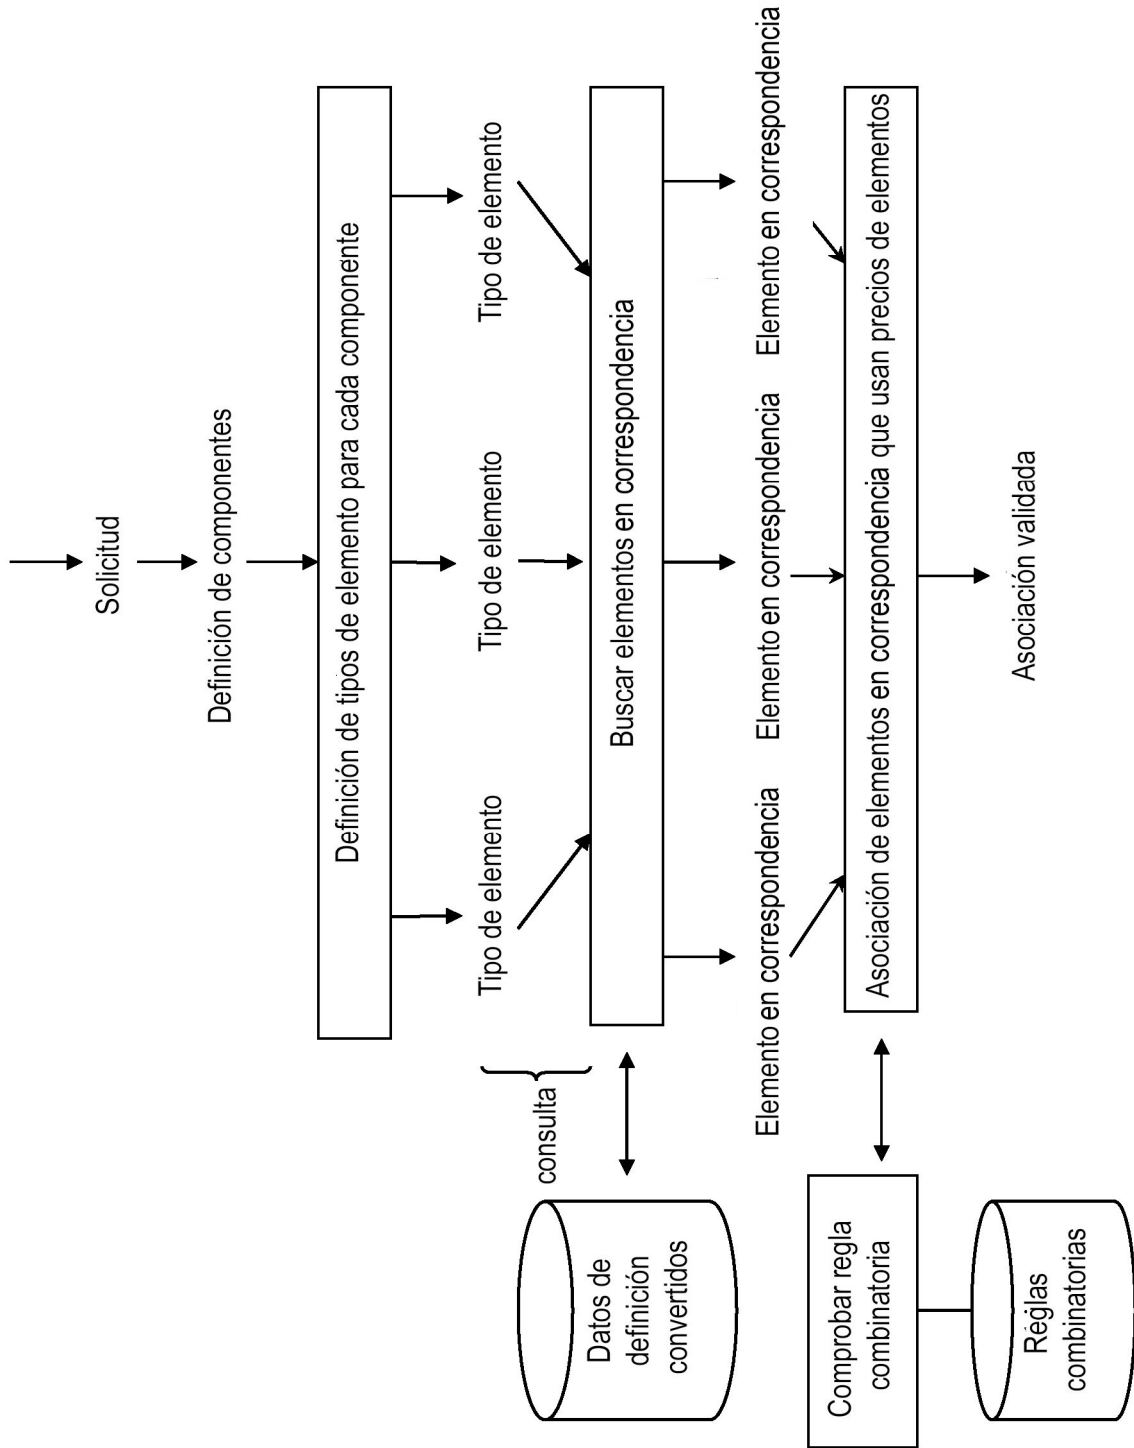 Solicitud
Definición de componentes
Definición de tipos de elemento para cada componente
Tipo de elemento
Tipo de elemento
Tipo de elemento
consulta
Datos de
definición
convertidos
Buscar elementos en correspondencia
Elemento en correspondencia
Elemento en correspondencia
Elemento en correspondencia
Comprobar regla
combinatoria
Asociación de elementos en correspondencia que usan precios de elementos
Reglas
combinatorias
Asociación validada